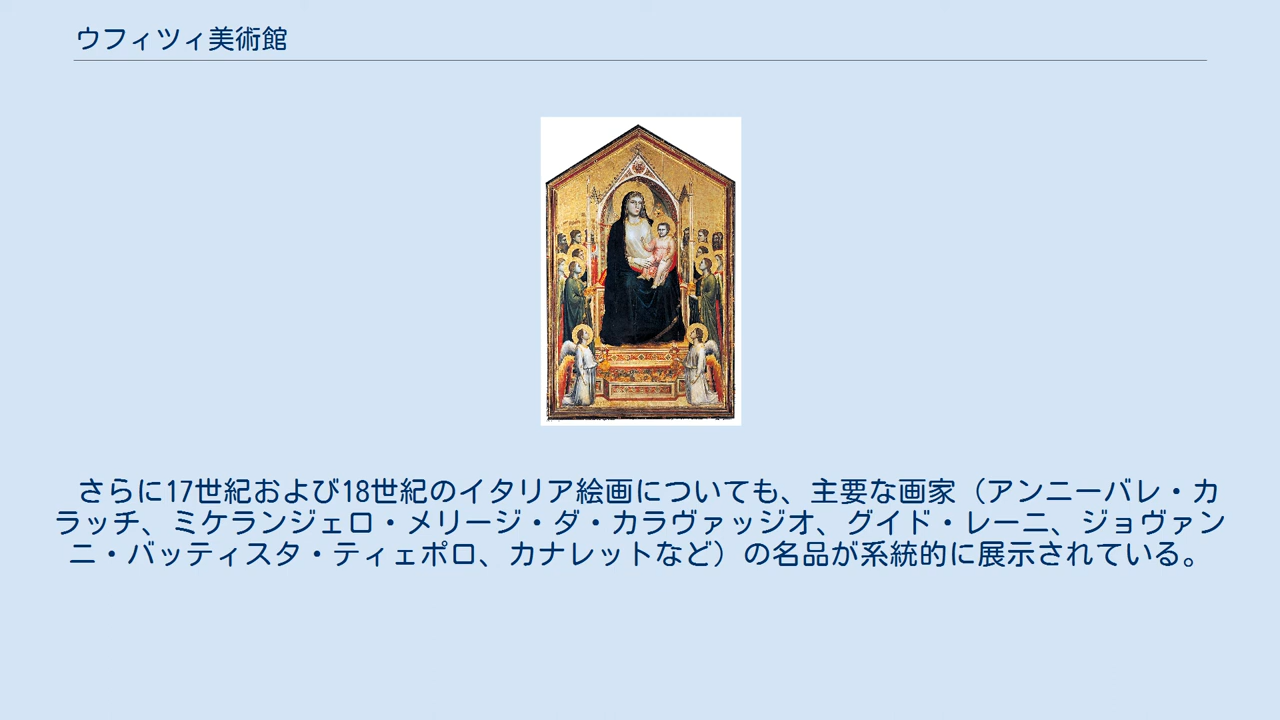 ウフィツィ美術館
さらに17世紀および18世紀のイタリア絵画についても、主要な画家（アンニーバレ・カ
ラッチ、ミケランジェロ・メリージ・ダ・カラヴァッジオ、グイド・レーニ、ジョヴァン
ニ・バッティスタ・ティェポロ、カナレットなど）の名品が系統的に展示されている。